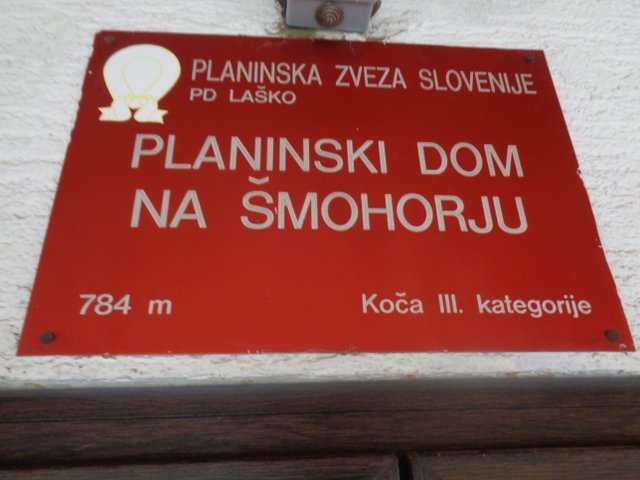 PLANINSKA ZVEZA SLOVENIJE
PD LAŠKO
PLANINSKI DOM
NA ŠMOHORJU
784 m
Koča III. kategorije